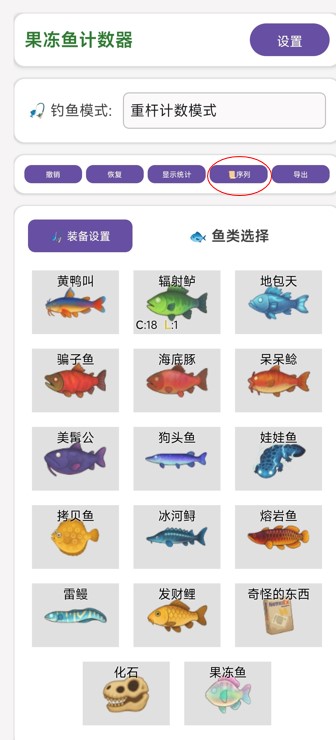 果冻鱼计数器
设置
🎣 钓鱼模式:
重杆计数模式
撤销
恢复
显示统计
📜序列
导出
装备设置
🐟 鱼类选择
黄鸭叫
辐射鲈
地包天
C:18 L:1
骗子鱼
海底豚
呆呆鲶
美髯公
狗头鱼
娃娃鱼
拷贝鱼
冰河鲟
熔岩鱼
雷鳗
发财鲤
奇怪的东西
化石
果冻鱼